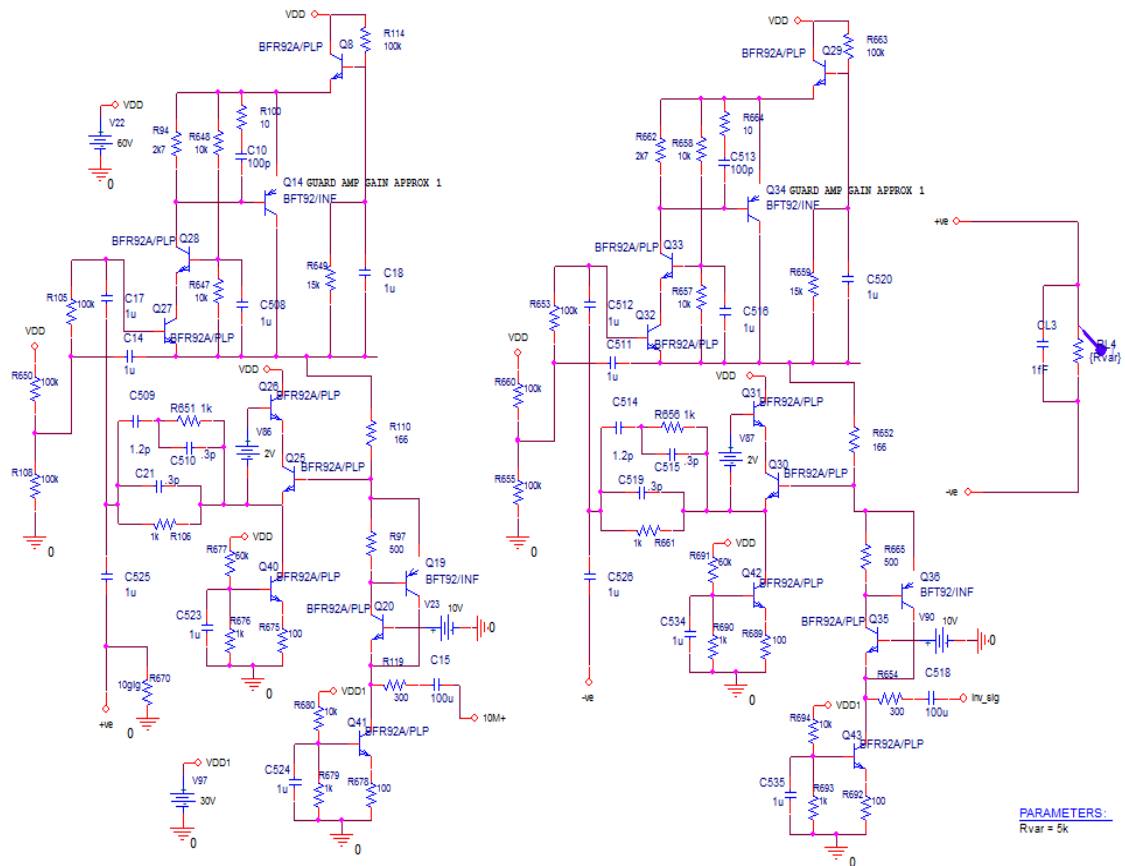 VDD
R114
100k
Q8
BFR92A/PLP
VDD
V22
60V
0
R94
2k7
R648
10k
R100
10
C10
100p
Q14 GUARD AMP GAIN APPROX 1
BFT92/INF
BFR92A/PLP
Q28
R105
100k
C17
1u
Q27
R647
10k
C508
1u
R649
15k
C18
1u
BFR92A/PLP
C14
1u
VDD
R650
100k
R108
100k
0
VDD
Q26
BFR92A/PLP
C509
1.2p
R651 1k
C510 .3p
C21 .3p
1k R106
V86
2V
Q25
BFR92A/PLP
R110
166
R97
500
Q19
BFT92/INF
C525
1u
VDD
R677
60k
Q40
BFR92A/PLP
C523
1u
R676
1k
R675
100
0
Q20
BFR92A/PLP
V23
10V
0
R119
300
C15
100u
10M+
10gig
R670
+ve
0
VDD1
R680
10k
Q41
BFR92A/PLP
C524
1u
R679
1k
R678
100
0
VDD1
V97
30V
0
VDD
R663
100k
Q29
BFR92A/PLP
R662
2k7
R658
10k
R664
10
C513
100p
Q34 GUARD AMP GAIN APPROX 1
BFT92/INF
BFR92A/PLP
Q33
R653
100k
C512
1u
Q32
R657
10k
C516
1u
R659
15k
C520
1u
BFR92A/PLP
C511
1u
VDD
R660
100k
R655
100k
0
VDD
Q31
BFR92A/PLP
C514
1.2p
R656 1k
C515 .3p
C519 .3p
1k R661
V87
2V
Q30
BFR92A/PLP
R652
166
R665
500
Q36
BFT92/INF
C526
1u
-ve
VDD
R691
60k
Q42
BFR92A/PLP
C534
1u
R690
1k
R689
100
0
Q35
BFR92A/PLP
V90
10V
0
R654
300
C518
100u
Inv_sig
VDD1
R694
10k
Q43
BFR92A/PLP
C535
1u
R693
1k
R692
100
0
+ve
CL3
1fF
RL4
{Rvar}
-ve
PARAMETERS:
Rvar = 5k